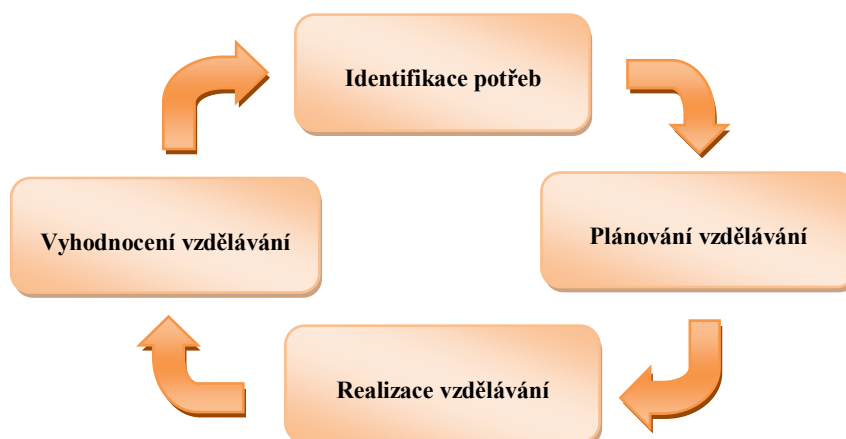 Identifikace potřeb
Plánování vzdělávání
Realizace vzdělávání
Vyhodnocení vzdělávání